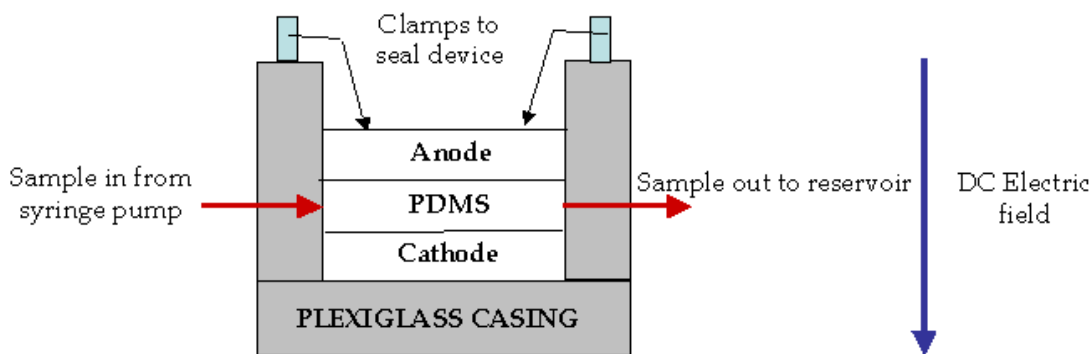 Clamps to
seal device
Anode
Sample in from
syringe pump
PDMS
Sample out to reservoir
DC Electric
field
Cathode
PLEXIGLASS CASING